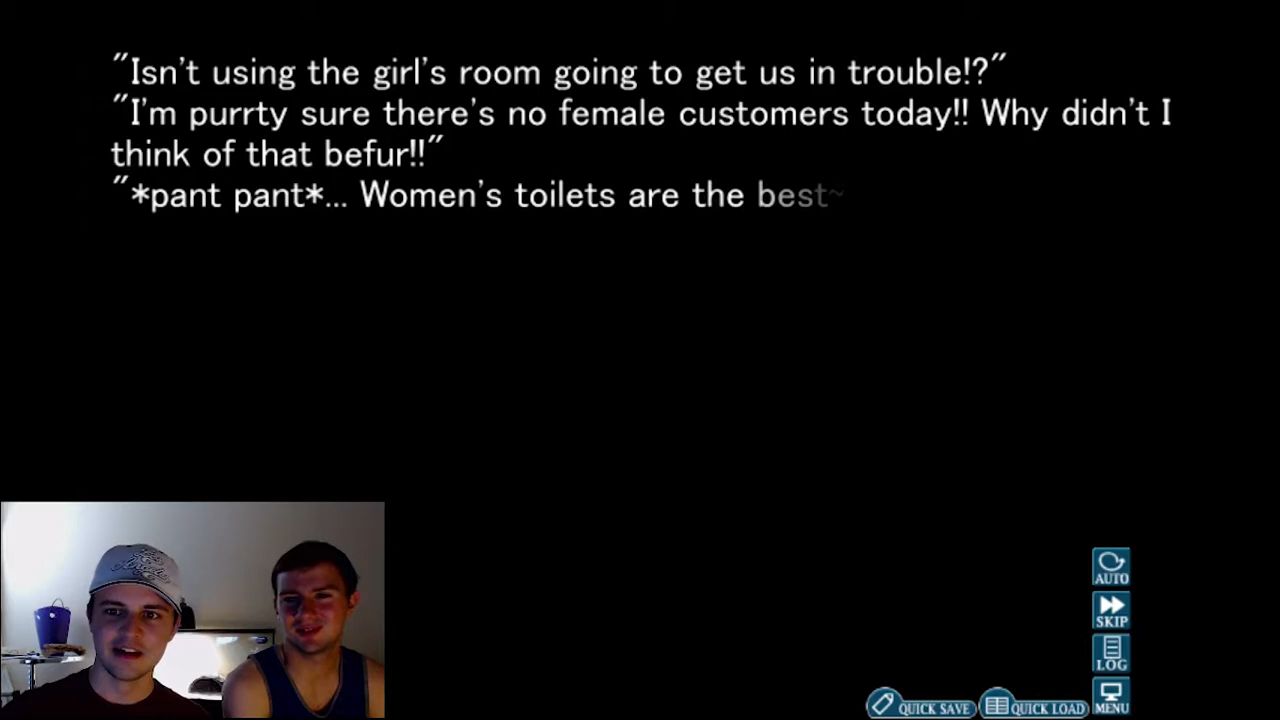 "Isn't using the girl's room going to get us in trouble!?"
"I'm purrty sure there's no female customers today!! Why didn't I
think of that befur!!"
"*pant pant*... Women's toilets are the best~
AUTO
SKIP
LOG
MENU
QUICK SAVE
QUICK LOAD